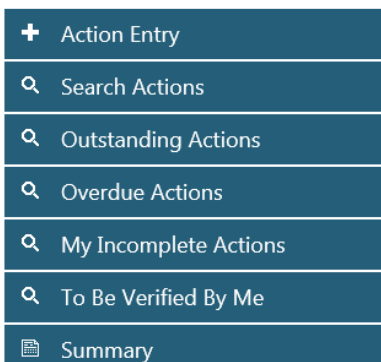 Action Entry
Search Actions
Outstanding Actions
Overdue Actions
My Incomplete Actions
To Be Verified By Me
Summary